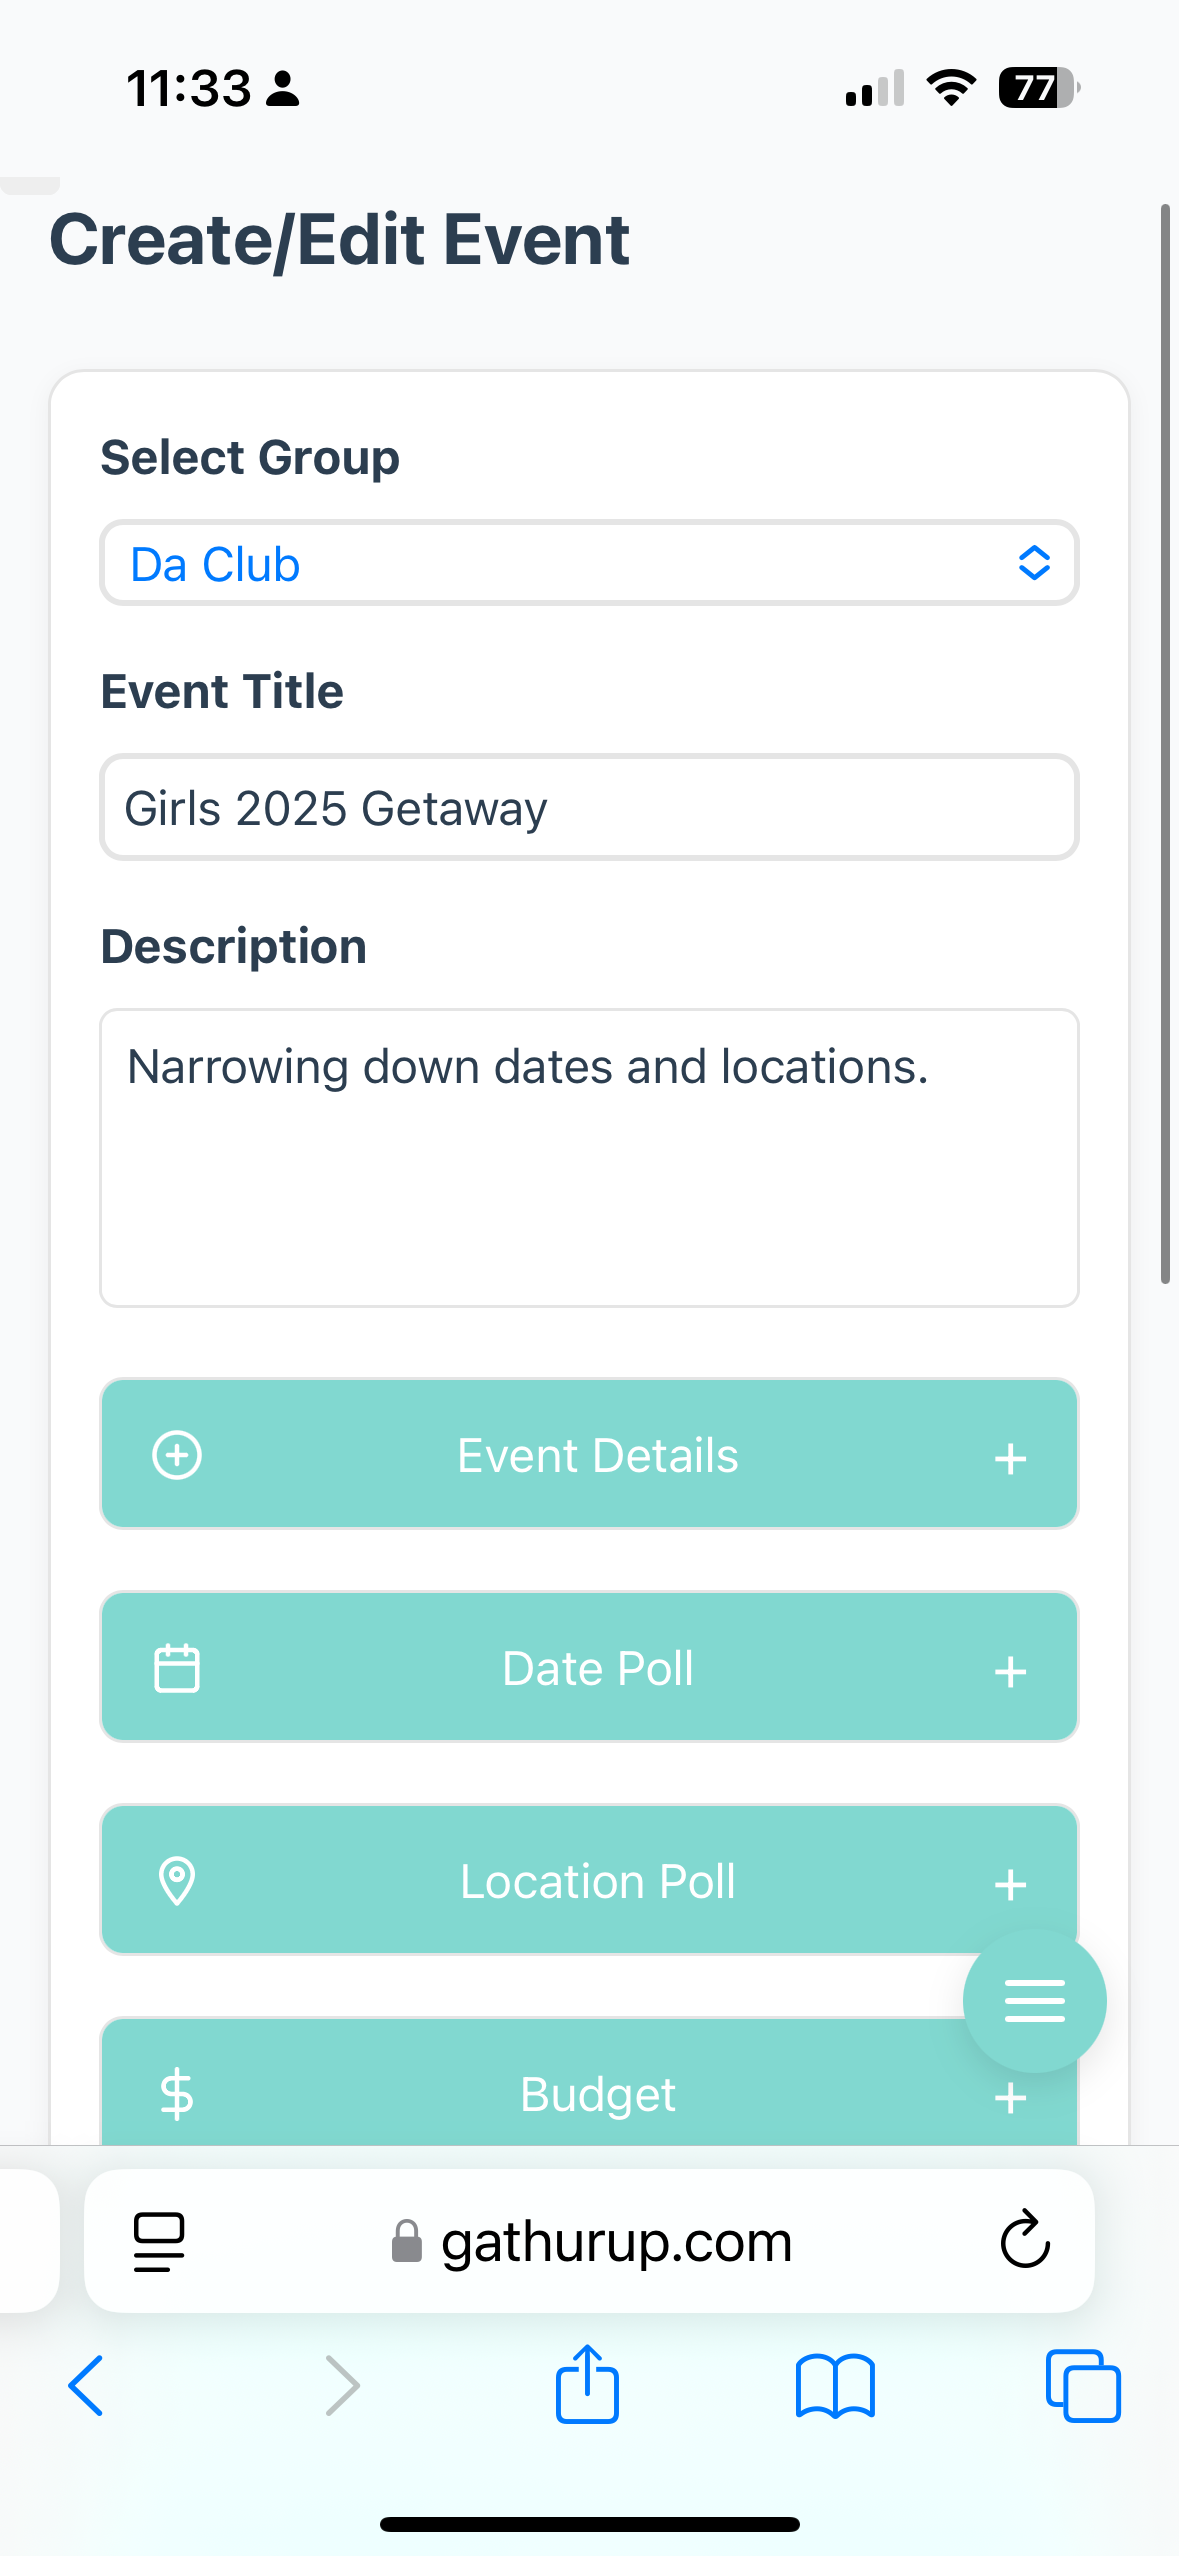 11:33
77
Create/Edit Event
Select Group
Da Club
Event Title
Girls 2025 Getaway
Description
Narrowing down dates and locations.
Event Details +
Date Poll +
Location Poll +
Budget +
gathurup.com